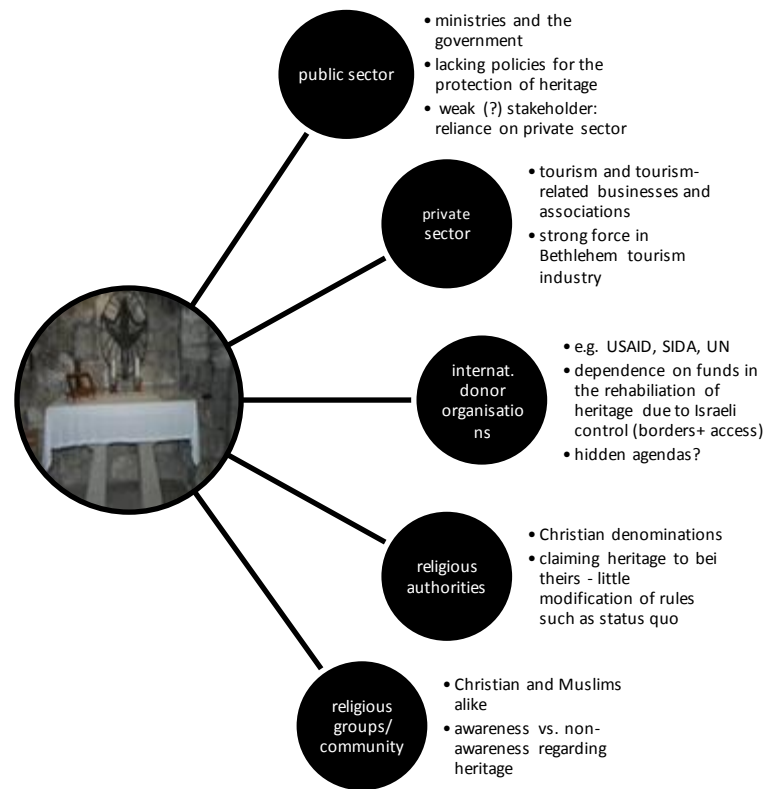 public sector
• ministries and the
government
• lacking policies for the
protection of heritage
• weak (?) stakeholder:
reliance on private sector
private
sector
• tourism and tourism-
related businesses and
associations
• strong force in
Bethlehem tourism
industry
internat.
donor
organisatio
ns
• e.g. USAID, SIDA, UN
• dependence on funds in
the rehabiliation of
heritage due to Israeli
control (borders+ access)
• hidden agendas?
religious
authorities
• Christian denominations
• claiming heritage to bei
theirs - little
modification of rules
such as status quo
religious
groups/
community
• Christian and Muslims
alike
• awareness vs. non-
awareness regarding
heritage